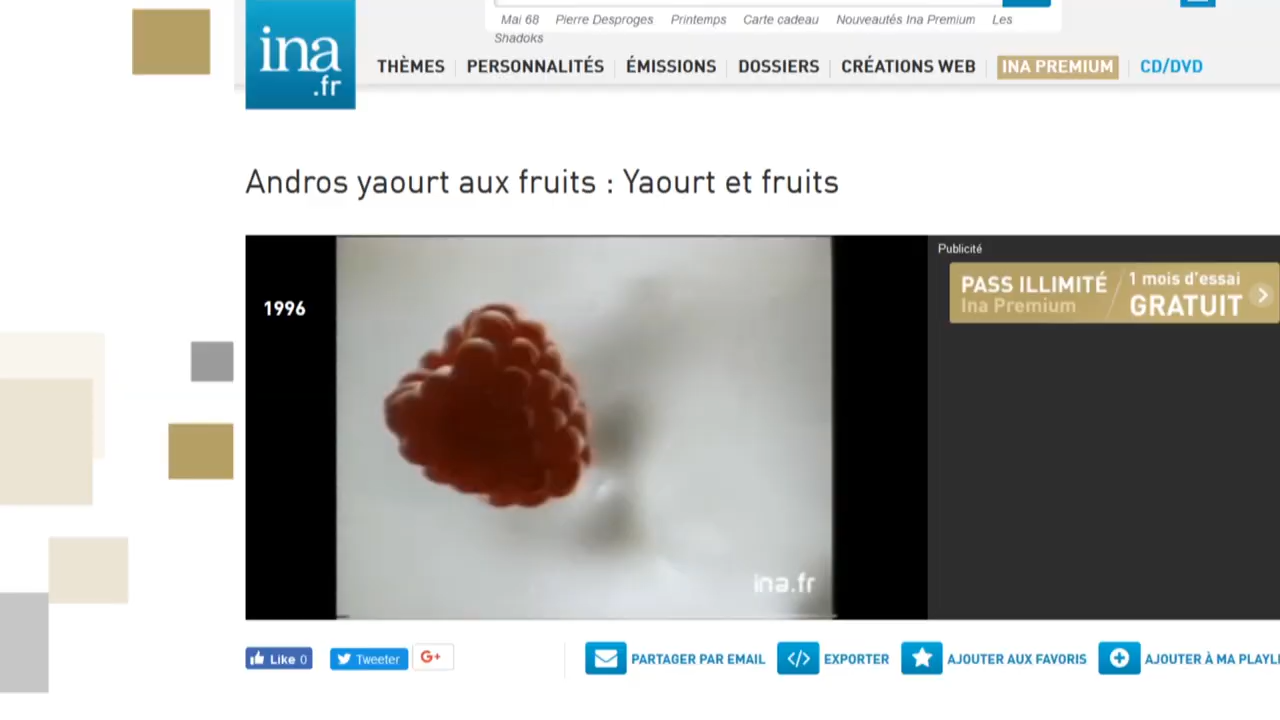 Mai 68 Pierre Desproges Printemps Carte cadeau Nouveautés Ina Premium Les
Shadoks
ina
.fr
THÈMES PERSONNALITÉS ÉMISSIONS DOSSIERS CRÉATIONS WEB INA PREMIUM CD/DVD
Andros yaourt aux fruits : Yaourt et fruits
1996
Publicité
PASS ILLIMITÉ
Ina Premium
1 mois d'essai
GRATUIT
ina.fr
Like 0
Tweeter
G+
PARTAGER PAR EMAIL
EXPORTER
AJOUTER AUX FAVORIS
AJOUTER À MA PLAYLI